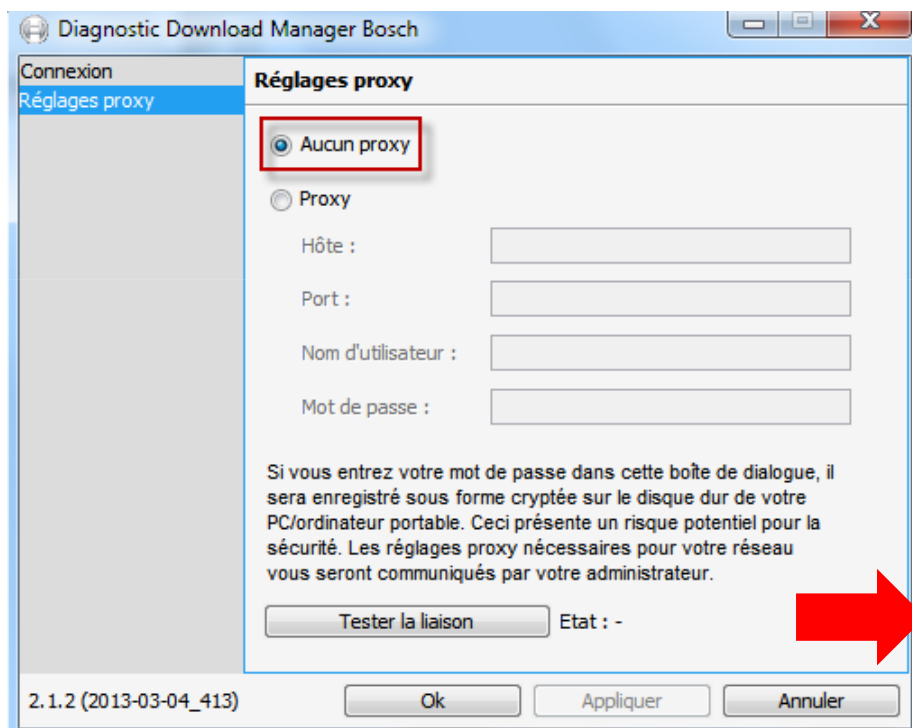 Diagnostic Download Manager Bosch
Connexion
Réglages proxy
Réglages proxy
Aucun proxy
Proxy
Hôte :
Port :
Nom d'utilisateur :
Mot de passe :
Si vous entrez votre mot de passe dans cette boîte de dialogue, il
sera enregistré sous forme cryptée sur le disque dur de votre
PC/ordinateur portable. Ceci présente un risque potentiel pour la
sécurité. Les réglages proxy nécessaires pour votre réseau
vous seront communiqués par votre administrateur.
Tester la liaison Etat : -
2.1.2 (2013-03-04_413) Ok Appliquer Annuler